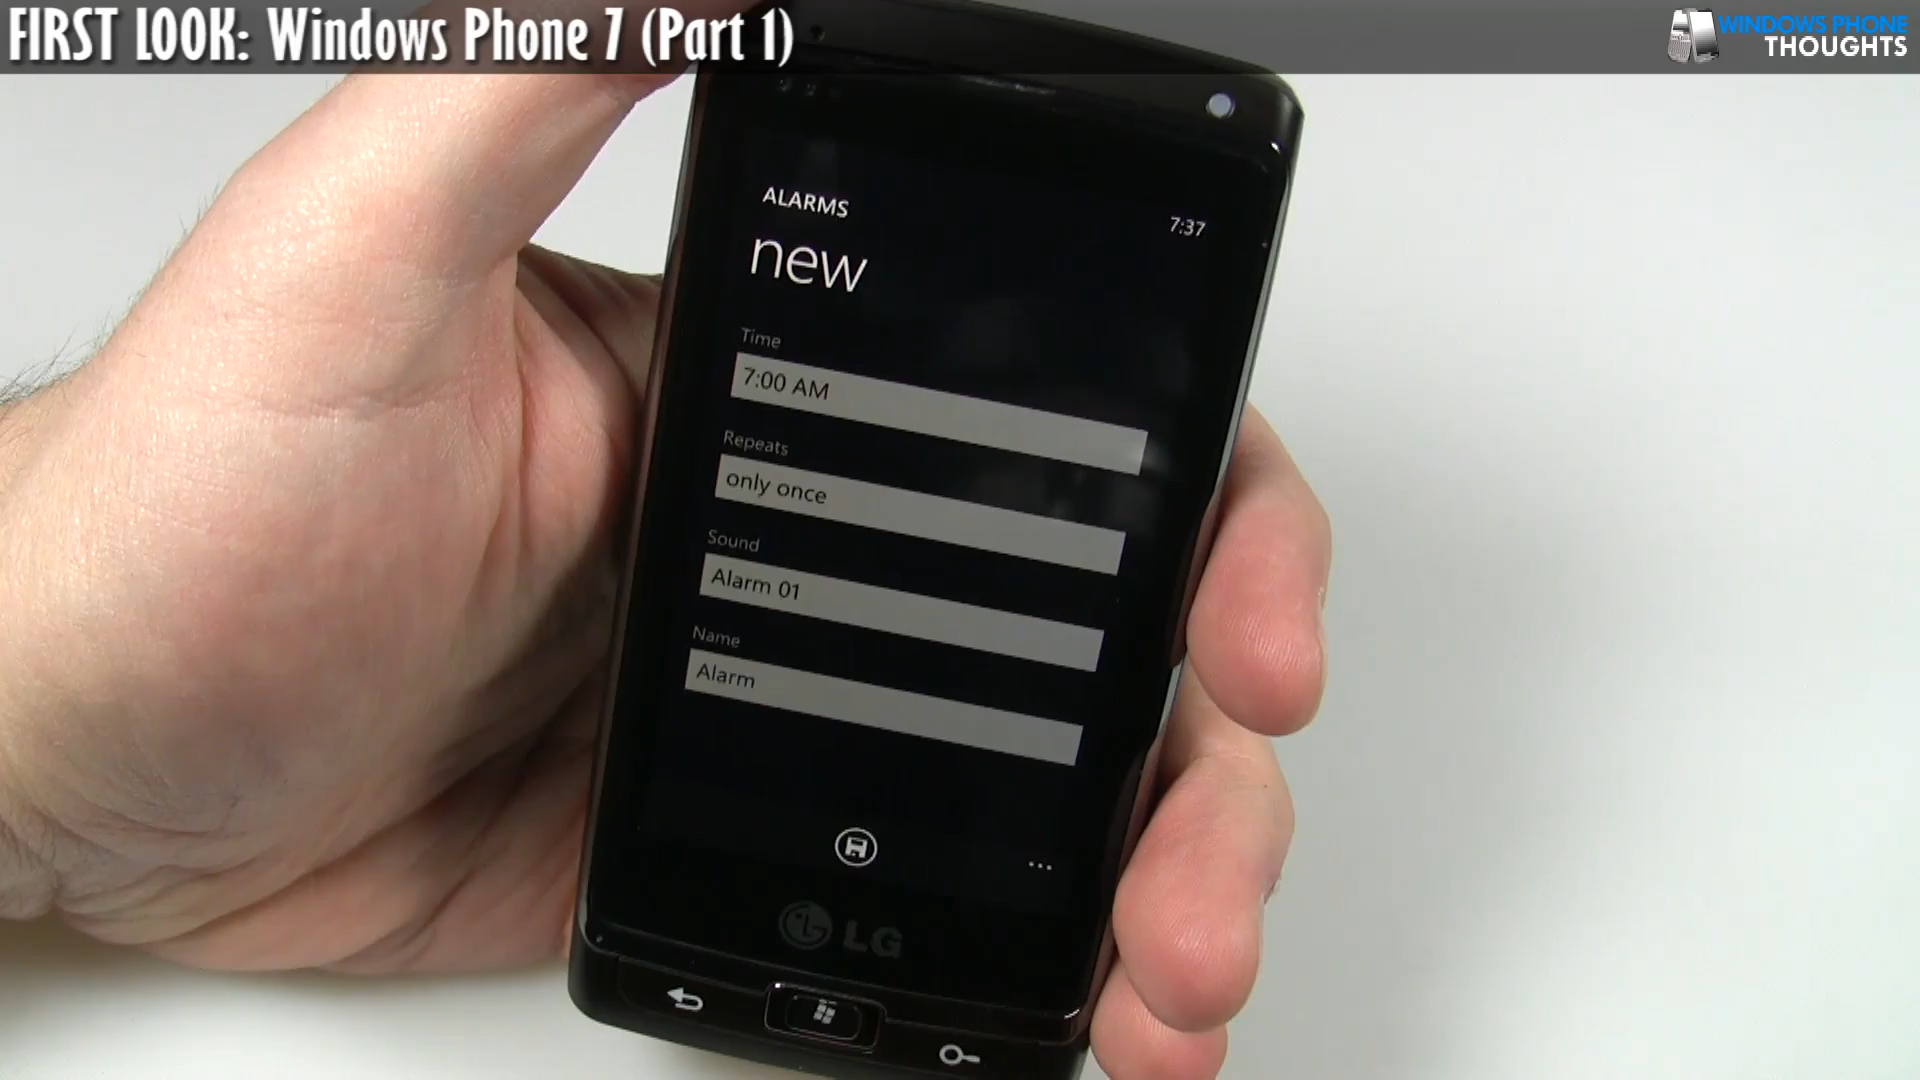 FIRST LOOK: Windows Phone 7 (Part 1)
WINDOWS PHONE
THOUGHTS
ALARMS
7:37
new
Time
7:00 AM
Repeats
only once
Sound
Alarm 01
Name
Alarm
...
LG